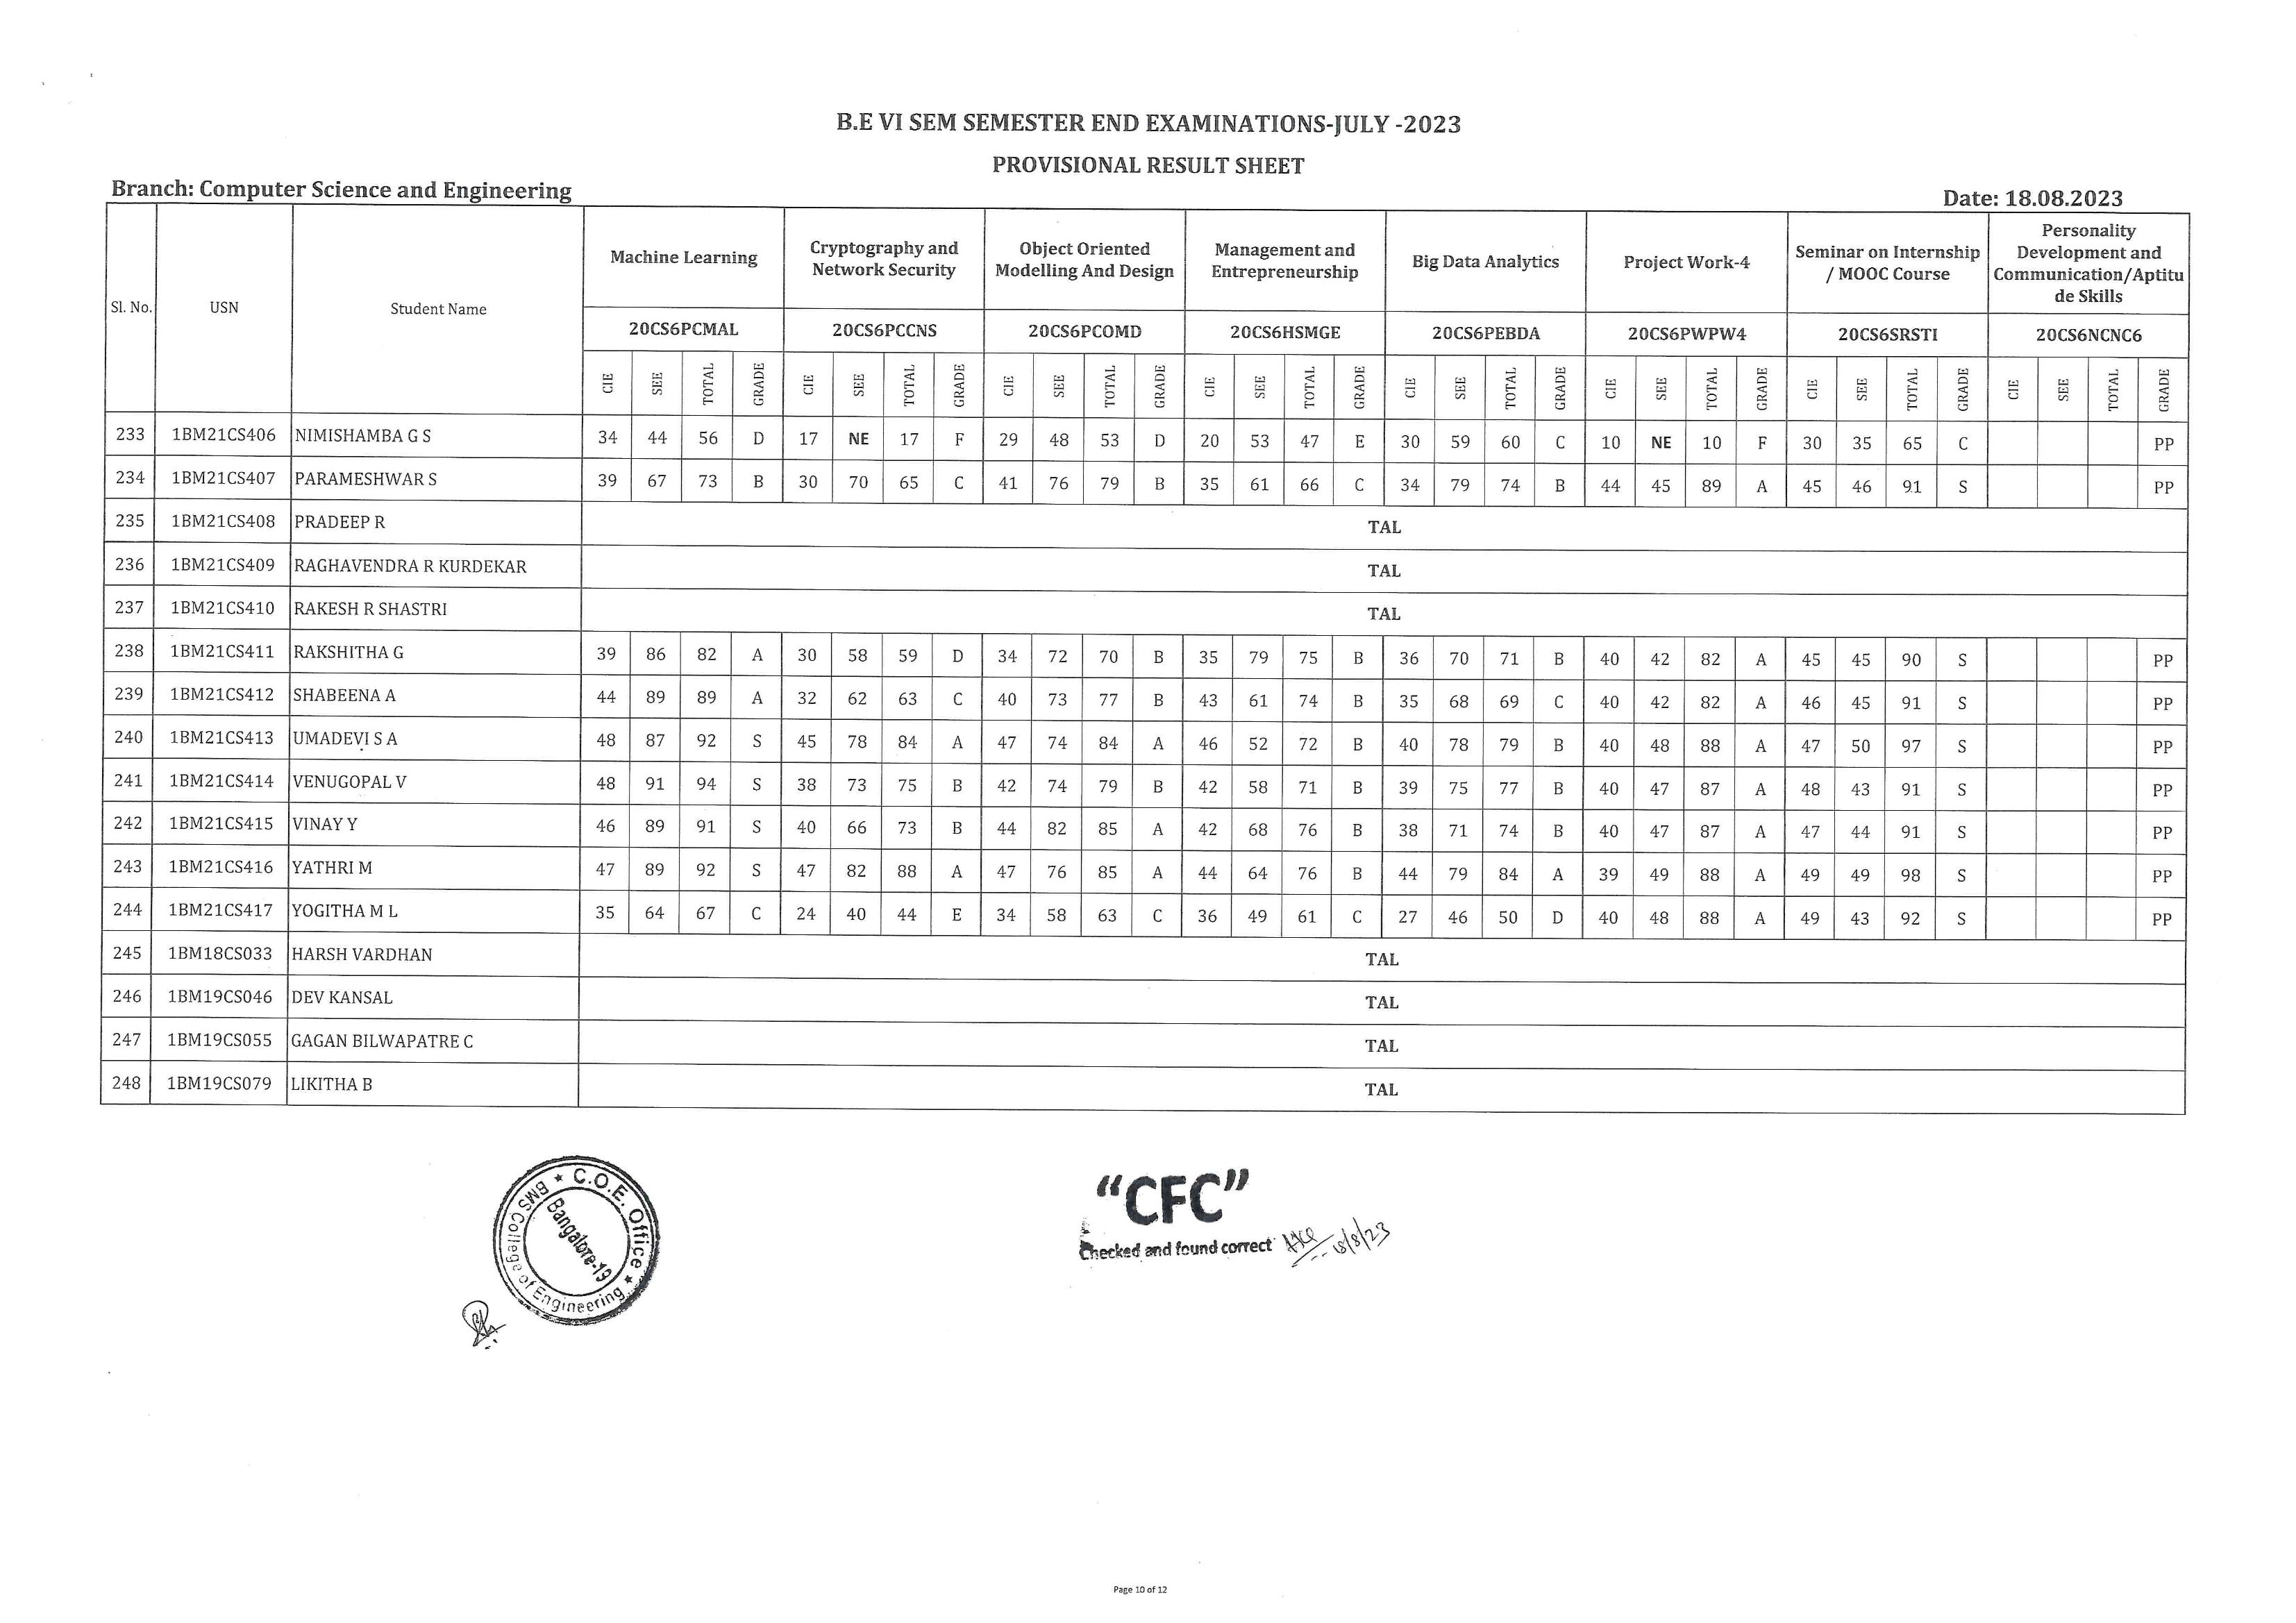 B.E VI SEM SEMESTER END EXAMINATIONS-JULY -2023
PROVISIONAL RESULT SHEET
Branch: Computer Science and Engineering Date: 18.08.2023
Sl. No. USN Student Name Machine Learning Cryptography and Network Security Object Oriented Modelling And Design Management and Entrepreneurship Big Data Analytics Project Work-4 Seminar on Internship / MOOC Course Personality Development and Communication/Aptitu de Skills
20CS6PCMAL 20CS6PCCNS 20CS6PCOMD 20CS6HSMGE 20CS6PEBDA 20CS6PWPW4 20CS6SRSTI 20CS6NCNC6
CIE SEE TOTAL GRADE CIE SEE TOTAL GRADE CIE SEE TOTAL GRADE CIE SEE TOTAL GRADE CIE SEE TOTAL GRADE CIE SEE TOTAL GRADE CIE SEE TOTAL GRADE CIE SEE TOTAL GRADE
233 1BM21CS406 NIMISHAMBA G S 34 44 56 D 17 NE 17 F 29 48 53 D 20 53 47 E 30 59 60 C 10 NE 10 F 30 35 65 C PP
234 1BM21CS407 PARAMESHWAR S 39 67 73 B 30 70 65 C 41 76 79 B 35 61 66 C 34 79 74 B 44 45 89 A 45 46 91 S PP
235 1BM21CS408 PRADEEP R TAL
236 1BM21CS409 RAGHAVENDRA R KURDEKAR TAL
237 1BM21CS410 RAKESH R SHASTRI TAL
238 1BM21CS411 RAKSHITHA G 39 86 82 A 30 58 59 D 34 72 70 B 35 79 75 B 36 70 71 B 40 42 82 A 45 45 90 S PP
239 1BM21CS412 SHABEENA A 44 89 89 A 32 62 63 C 40 73 77 B 43 61 74 B 35 68 69 C 40 42 82 A 46 45 91 S PP
240 1BM21CS413 UMADEVI S A 48 87 92 S 45 78 84 A 47 74 84 A 46 52 72 B 40 78 79 B 40 48 88 A 47 50 97 S PP
241 1BM21CS414 VENUGOPAL V 48 91 94 S 38 73 75 B 42 74 79 B 42 58 71 B 39 75 77 B 40 47 87 A 48 43 91 S PP
242 1BM21CS415 VINAY Y 46 89 91 S 40 66 73 B 44 82 85 A 42 68 76 B 38 71 74 B 40 47 87 A 47 44 91 S PP
243 1BM21CS416 YATHRI M 47 89 92 S 47 82 88 A 47 76 85 A 44 64 76 B 44 79 84 A 39 49 88 A 49 49 98 S PP
244 1BM21CS417 YOGITHA M L 35 64 67 C 24 40 44 E 34 58 63 C 36 49 61 C 27 46 50 D 40 48 88 A 49 43 92 S PP
245 1BM18CS033 HARSH VARDHAN TAL
246 1BM19CS046 DEV KANSAL TAL
247 1BM19CS055 GAGAN BILWAPATRE C TAL
248 1BM19CS079 LIKITHA B TAL
C.O.E. Office
BMS College of Engineering
Bangalore-19
“CFC”
Checked and found correct 18/8/23
Page 10 of 12